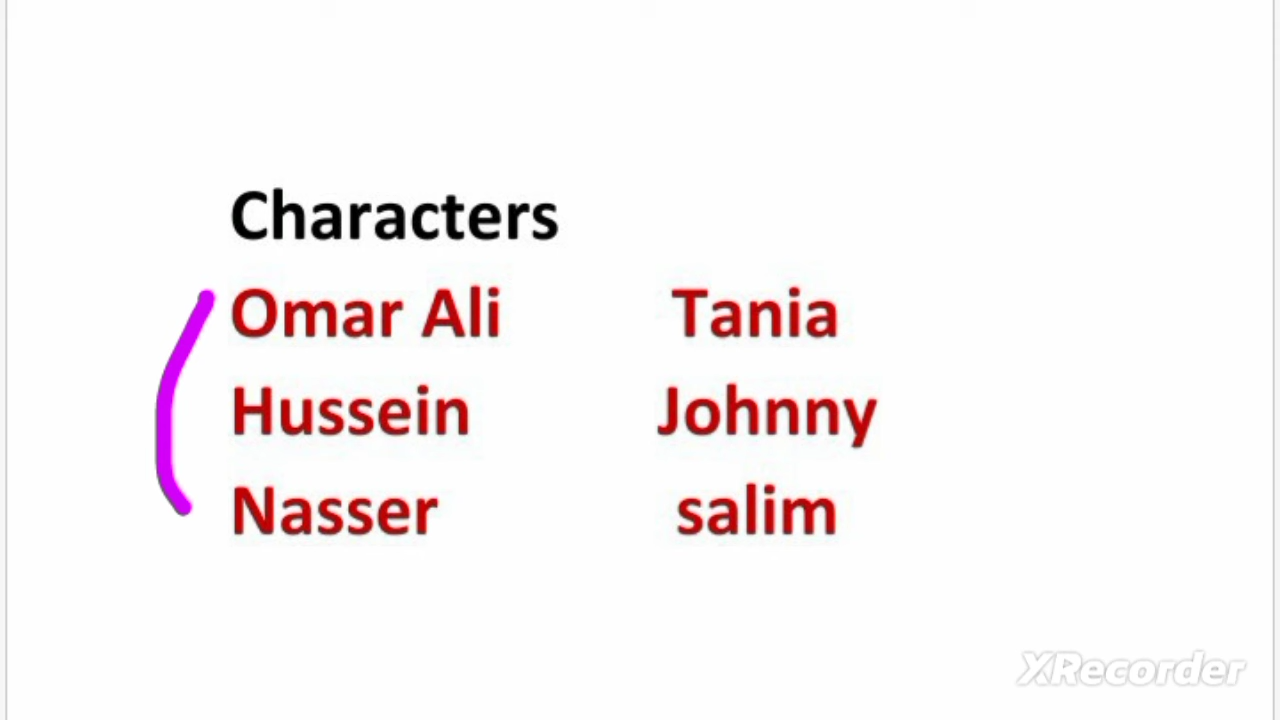 Characters
Omar Ali Tania
Hussein Johnny
Nasser salim
XRecorder